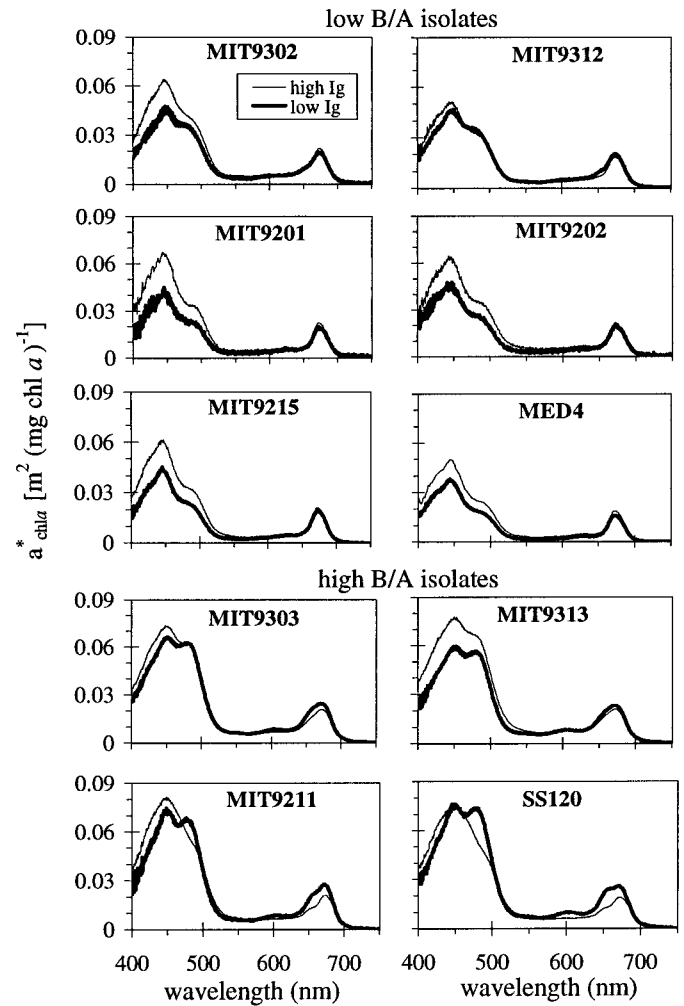 low B/A isolates
0.09
0.06
0.03
0
MIT9302
high Ig
low Ig
MIT9312
0.09
0.06
0.03
0
MIT9201
MIT9202
0.09
0.06
0.03
0
MIT9215
MED4
a*chla [m2 (mg chl a)-1]
high B/A isolates
0.09
0.06
0.03
0
MIT9303
MIT9313
0.09
0.06
0.03
0
MIT9211
SS120
400 500 600 700 400 500 600 700
wavelength (nm) wavelength (nm)